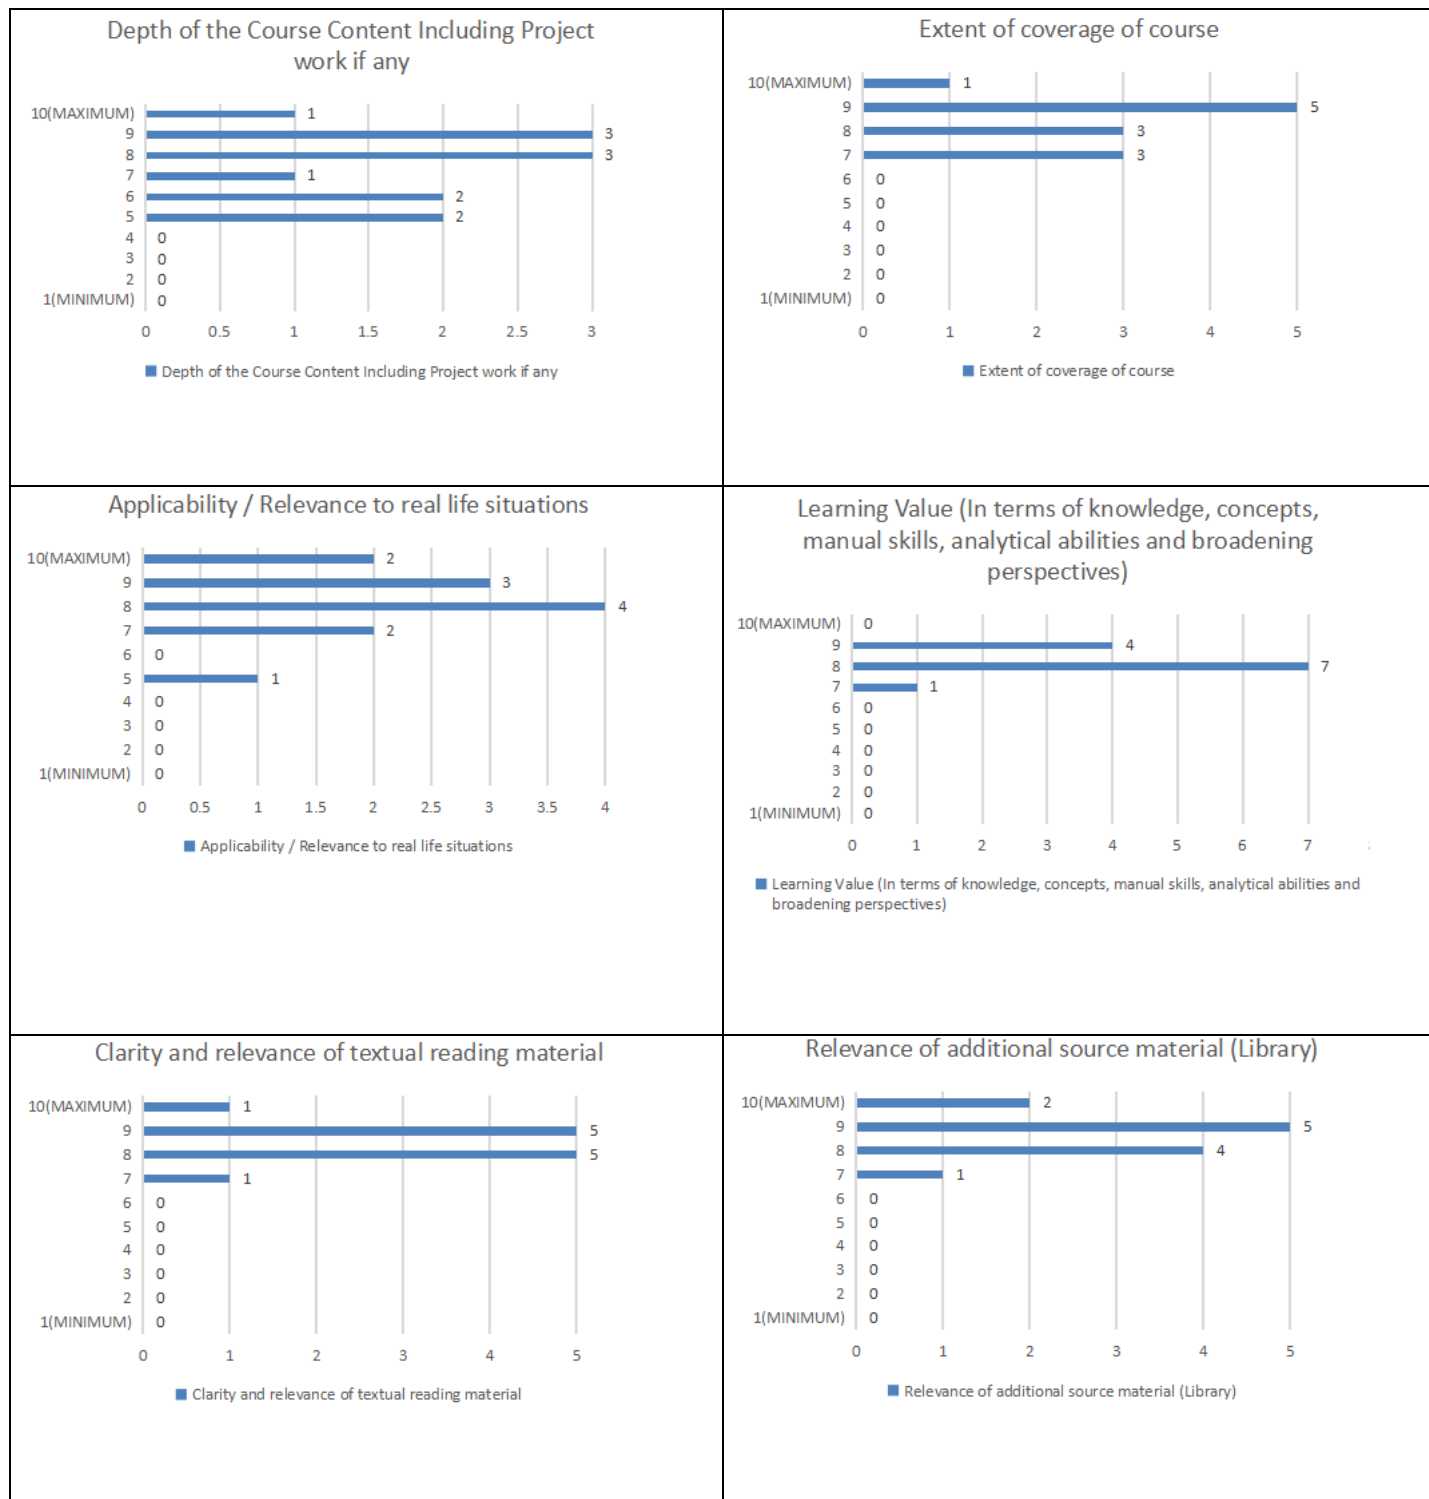 Depth of the Course Content Including Project
work if any
10(MAXIMUM) 1
9 3
8 3
7 1
6 2
5 2
4 0
3 0
2 0
1(MINIMUM) 0
0 0.5 1 1.5 2 2.5 3
Depth of the Course Content Including Project work if any
Extent of coverage of course
10(MAXIMUM) 1
9 5
8 3
7 3
6 0
5 0
4 0
3 0
2 0
1(MINIMUM) 0
0 1 2 3 4 5
Extent of coverage of course
Applicability / Relevance to real life situations
10(MAXIMUM) 2
9 3
8 4
7 2
6 0
5 1
4 0
3 0
2 0
1(MINIMUM) 0
0 0.5 1 1.5 2 2.5 3 3.5 4
Applicability / Relevance to real life situations
Learning Value (In terms of knowledge, concepts,
manual skills, analytical abilities and broadening
perspectives)
10(MAXIMUM) 0
9 4
8 7
7 1
6 0
5 0
4 0
3 0
2 0
1(MINIMUM) 0
0 1 2 3 4 5 6 7
Learning Value (In terms of knowledge, concepts, manual skills, analytical abilities and
broadening perspectives)
Clarity and relevance of textual reading material
10(MAXIMUM) 1
9 5
8 5
7 1
6 0
5 0
4 0
3 0
2 0
1(MINIMUM) 0
0 1 2 3 4 5
Clarity and relevance of textual reading material
Relevance of additional source material (Library)
10(MAXIMUM) 2
9 5
8 4
7 1
6 0
5 0
4 0
3 0
2 0
1(MINIMUM) 0
0 1 2 3 4 5
Relevance of additional source material (Library)